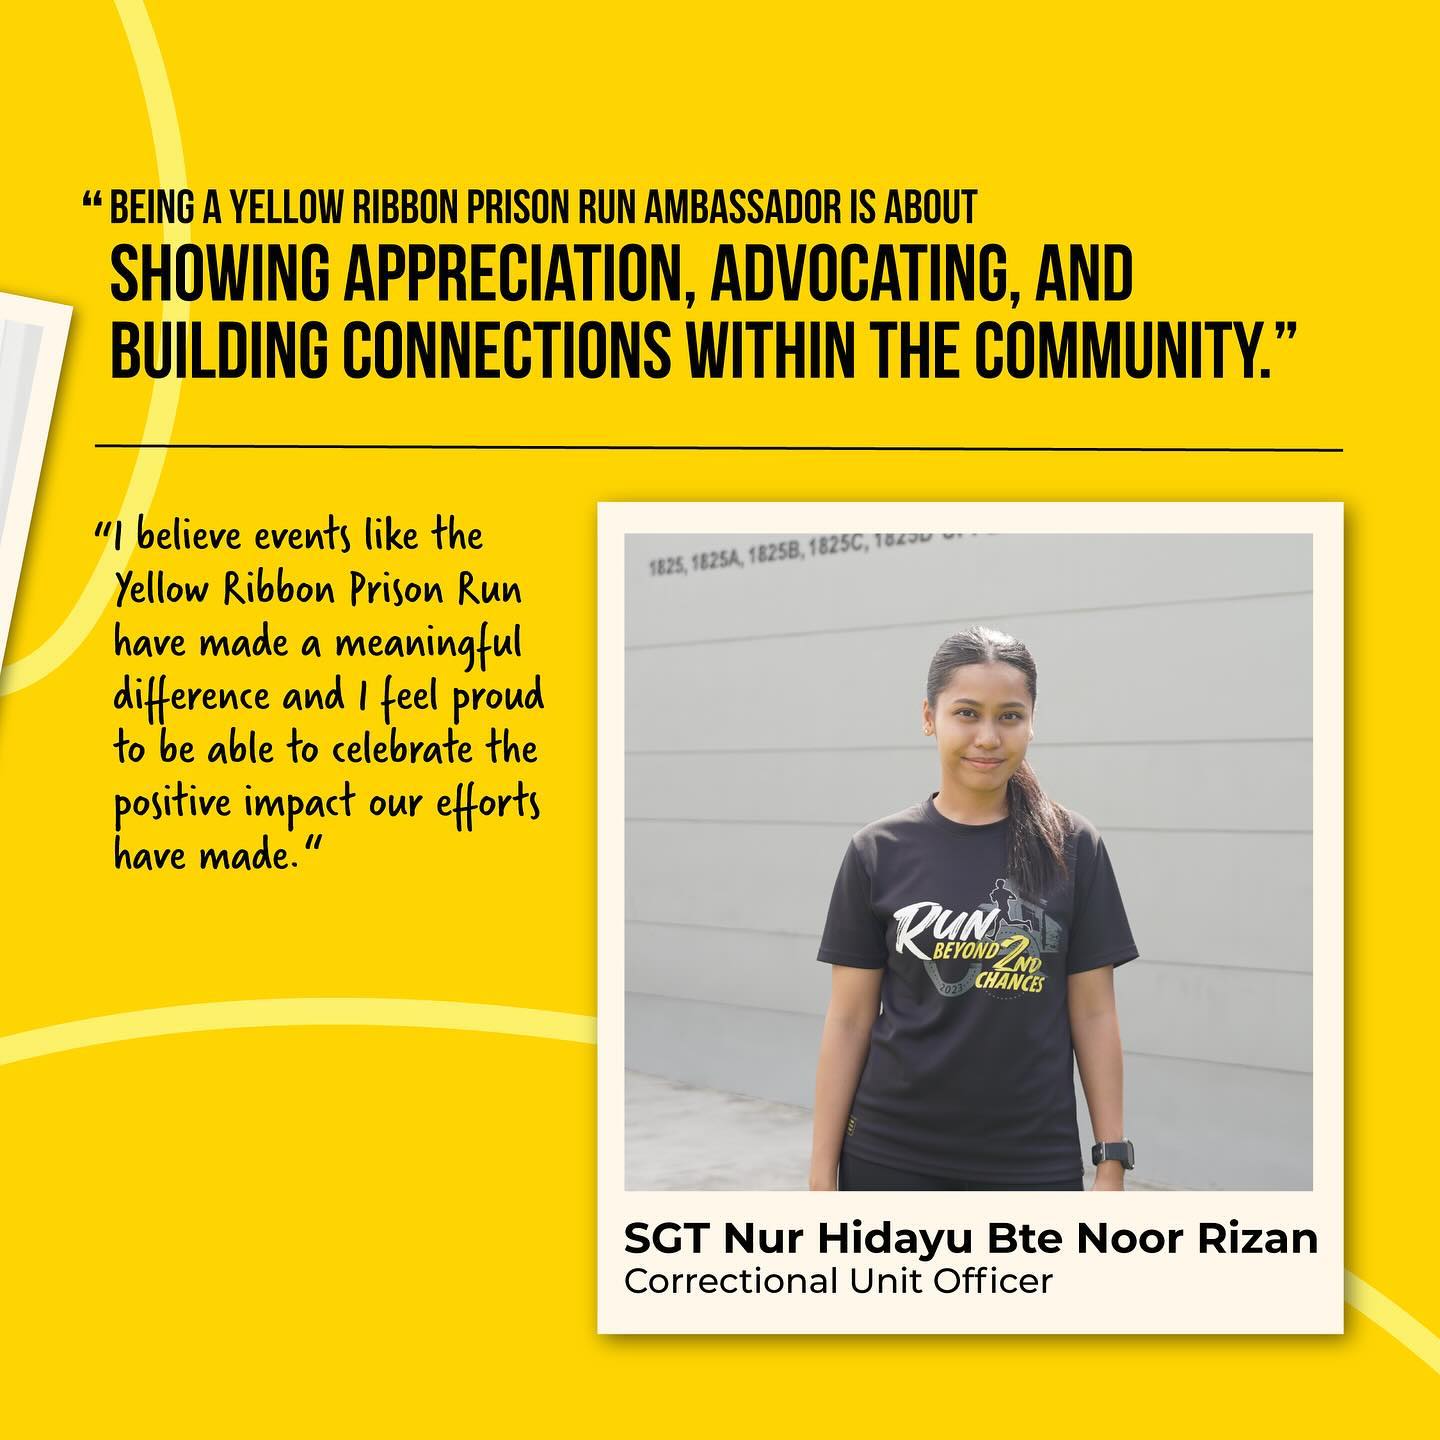 “BEING A YELLOW RIBBON PRISON RUN AMBASSADOR IS ABOUT
SHOWING APPRECIATION, ADVOCATING, AND
BUILDING CONNECTIONS WITHIN THE COMMUNITY.”
“I believe events like the
Yellow Ribbon Prison Run
have made a meaningful
difference and I feel proud
to be able to celebrate the
positive impact our efforts
have made.“
1825, 1825A, 1825B, 1825C, 1825D
RUN
BEYOND 2ND
CHANCES
2023
SGT Nur Hidayu Bte Noor Rizan
Correctional Unit Officer